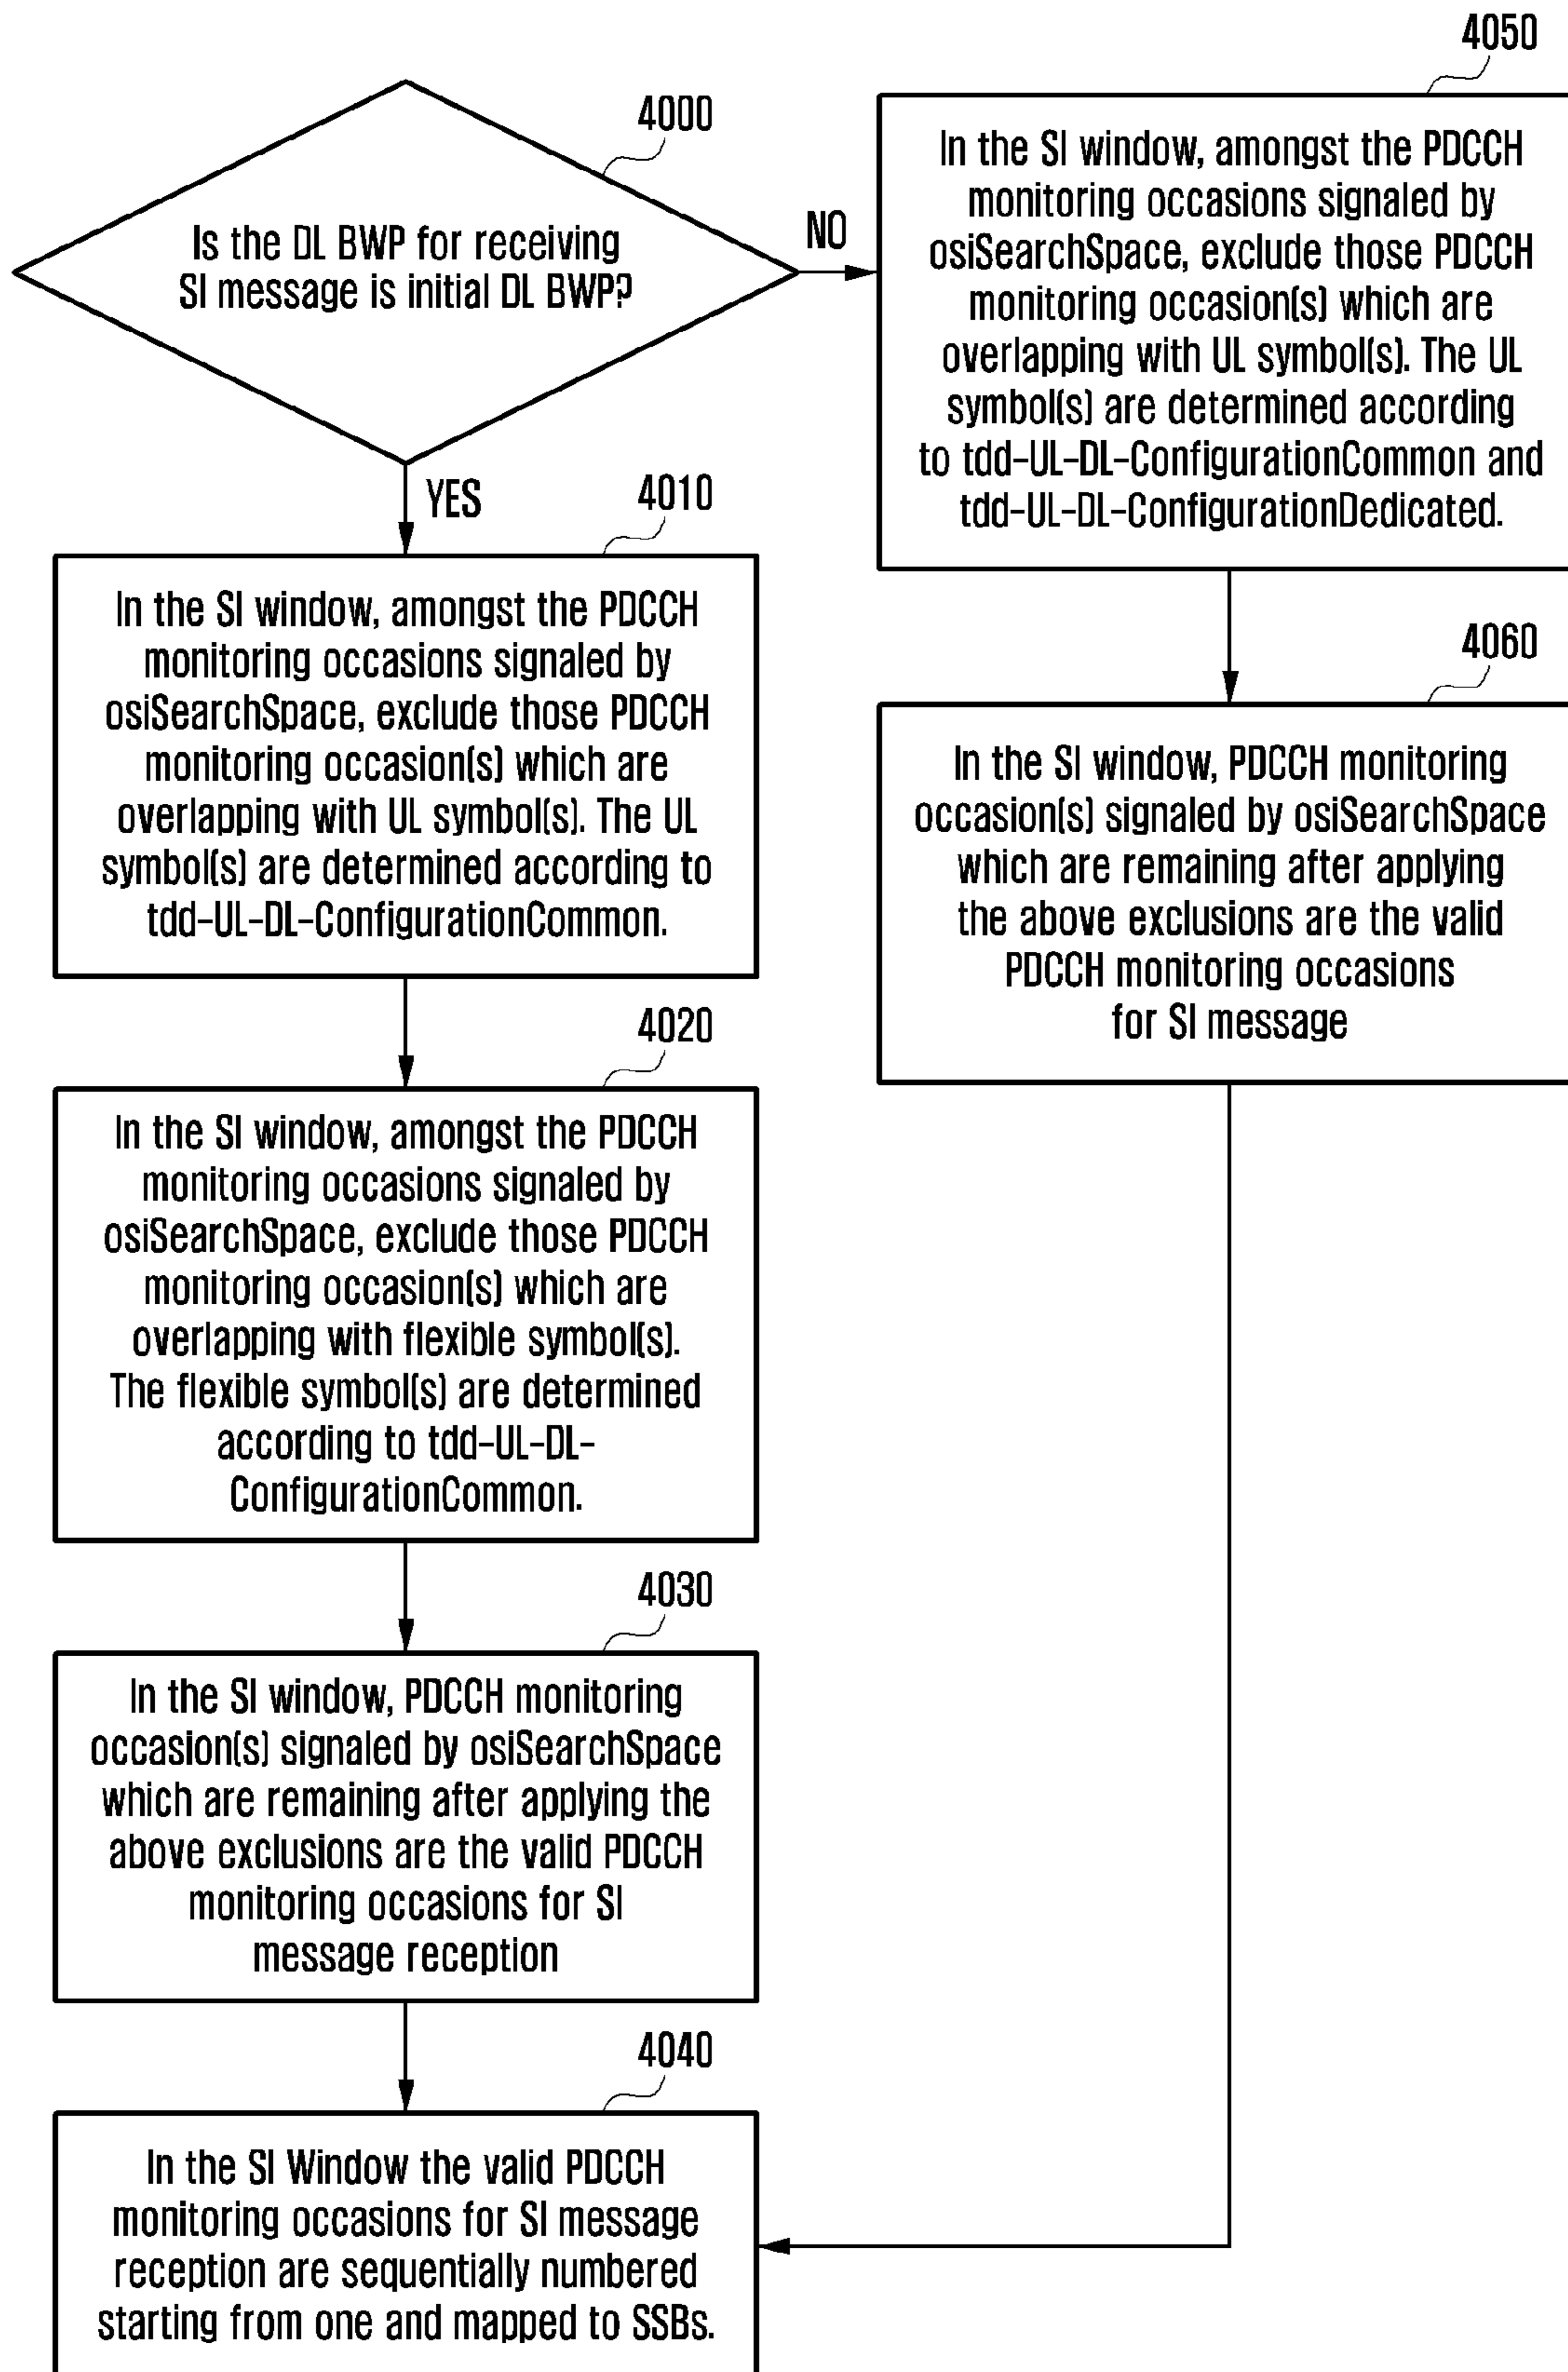 4000
Is the DL BWP for receiving
SI message is initial DL BWP?
NO
YES
4010
In the SI window, amongst the PDCCH
monitoring occasions signaled by
osiSearchSpace, exclude those PDCCH
monitoring occasion(s) which are
overlapping with UL symbol(s). The UL
symbol(s) are determined according to
tdd-UL-DL-ConfigurationCommon.
4020
In the SI window, amongst the PDCCH
monitoring occasions signaled by
osiSearchSpace, exclude those PDCCH
monitoring occasion(s) which are
overlapping with flexible symbol(s).
The flexible symbol(s) are determined
according to tdd-UL-DL-
ConfigurationCommon.
4030
In the SI window, PDCCH monitoring
occasion(s) signaled by osiSearchSpace
which are remaining after applying the
above exclusions are the valid PDCCH
monitoring occasions for SI
message reception
4040
In the SI Window the valid PDCCH
monitoring occasions for SI message
reception are sequentially numbered
starting from one and mapped to SSBs.
4050
In the SI window, amongst the PDCCH
monitoring occasions signaled by
osiSearchSpace, exclude those PDCCH
monitoring occasion(s) which are
overlapping with UL symbol(s). The UL
symbol(s) are determined according
to tdd-UL-DL-ConfigurationCommon and
tdd-UL-DL-ConfigurationDedicated.
4060
In the SI window, PDCCH monitoring
occasion(s) signaled by osiSearchSpace
which are remaining after applying
the above exclusions are the valid
PDCCH monitoring occasions
for SI message